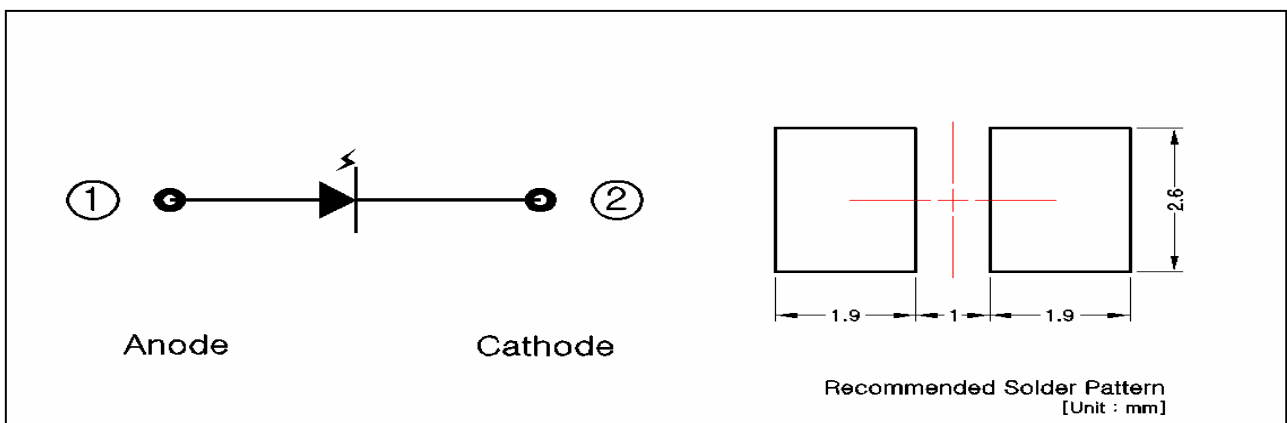 ① ②
Anode Cathode
2.6
1.9 1 1.9
Recommended Solder Pattern
[Unit : mm]